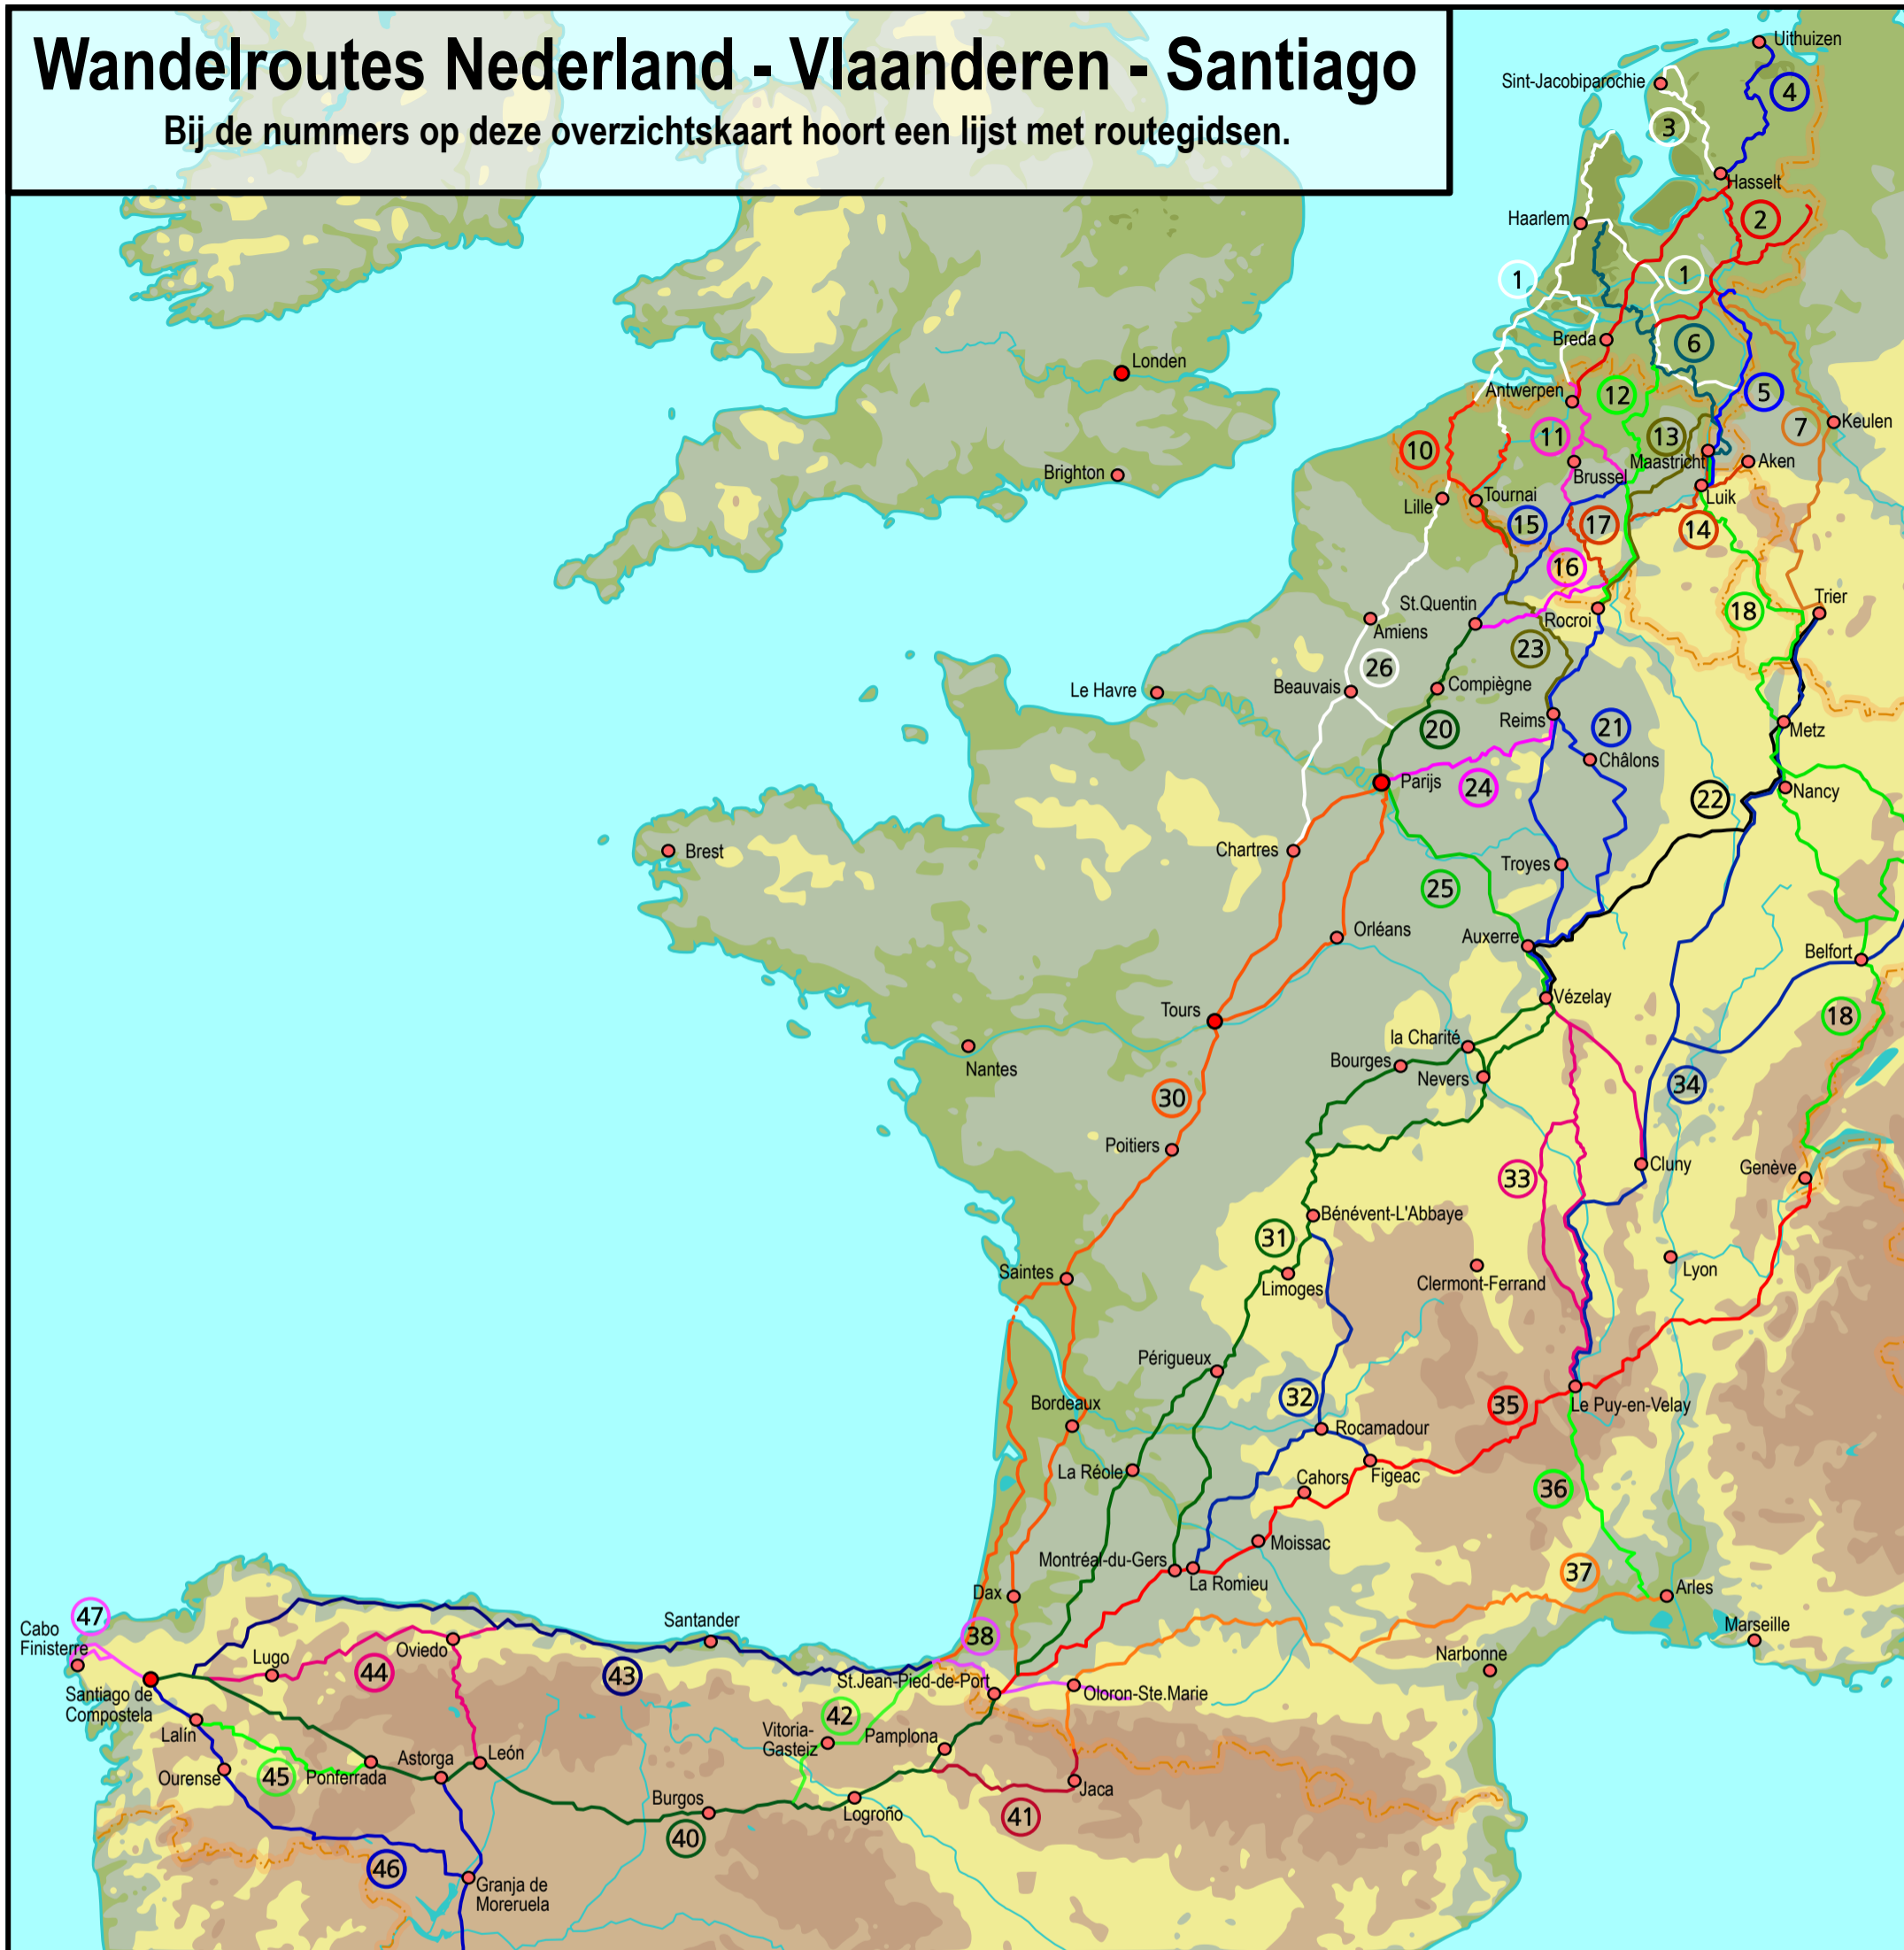 Wandelroutes Nederland - Vlaanderen - Santiago
Bij de nummers op deze overzichtskaart hoort een lijst met routegidsen.
Uithuizen
Sint-Jacobiparochie
4
3
Hasselt
Haarlem
2
1
1
Breda
6
Londen
Antwerpen
12
5
Keulen
7
11
13
10
Maastricht
Aken
Brussel
Brighton
Lille
Tournai
Luik
15
17
14
16
St.Quentin
Rocroi
18
Trier
Amiens
23
26
Le Havre
Beauvais
Compiègne
20
Reims
21
Metz
Châlons
Parijs
24
22
Nancy
Brest
Chartres
Troyes
25
Orléans
Auxerre
Belfort
Vézelay
Tours
18
la Charité
Bourges
Nantes
Nevers
34
30
Poitiers
33
Cluny
Genève
Bénévent-L'Abbaye
31
Saintes
Limoges
Clermont-Ferrand
Lyon
Périgueux
32
35
Le Puy-en-Velay
Bordeaux
Rocamadour
La Réole
Cahors
Figeac
36
Moissac
Montréal-du-Gers
La Romieu
37
Dax
Arles
47
Cabo
Finisterre
Santander
38
Marseille
Oviedo
Lugo
44
43
Narbonne
St.Jean-Pied-de-Port
Oloron-Ste.Marie
Santiago de
Compostela
42
Lalín
Vitoria-
Gasteiz
Pamplona
Astorga
León
Ourense
45
Ponferrada
Jaca
Burgos
Logroño
41
40
46
Granja de
Moreruela